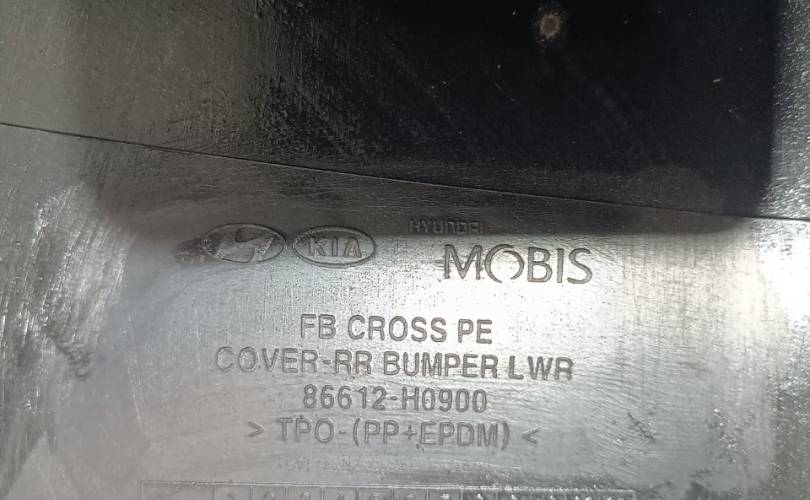 KIA HYUNDAI
MOBIS
FB CROSS PE
COVER-RR BUMPER LWR
86612-H0900
> TPO-(PP+EPDM) <